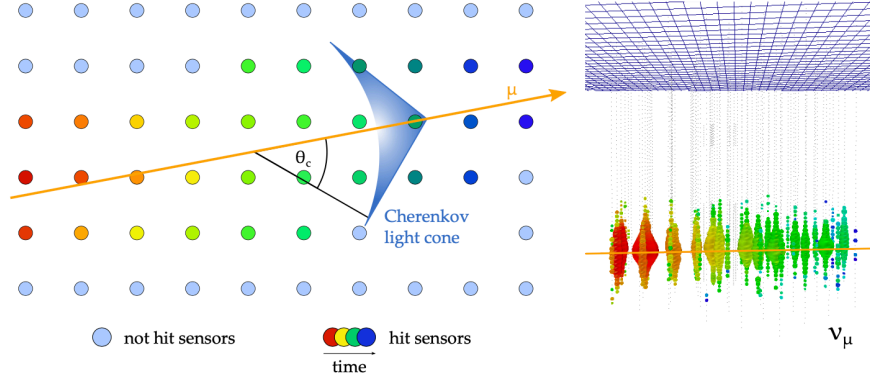 μ
θc
Cherenkov
light cone
not hit sensors
hit sensors
time
νμ